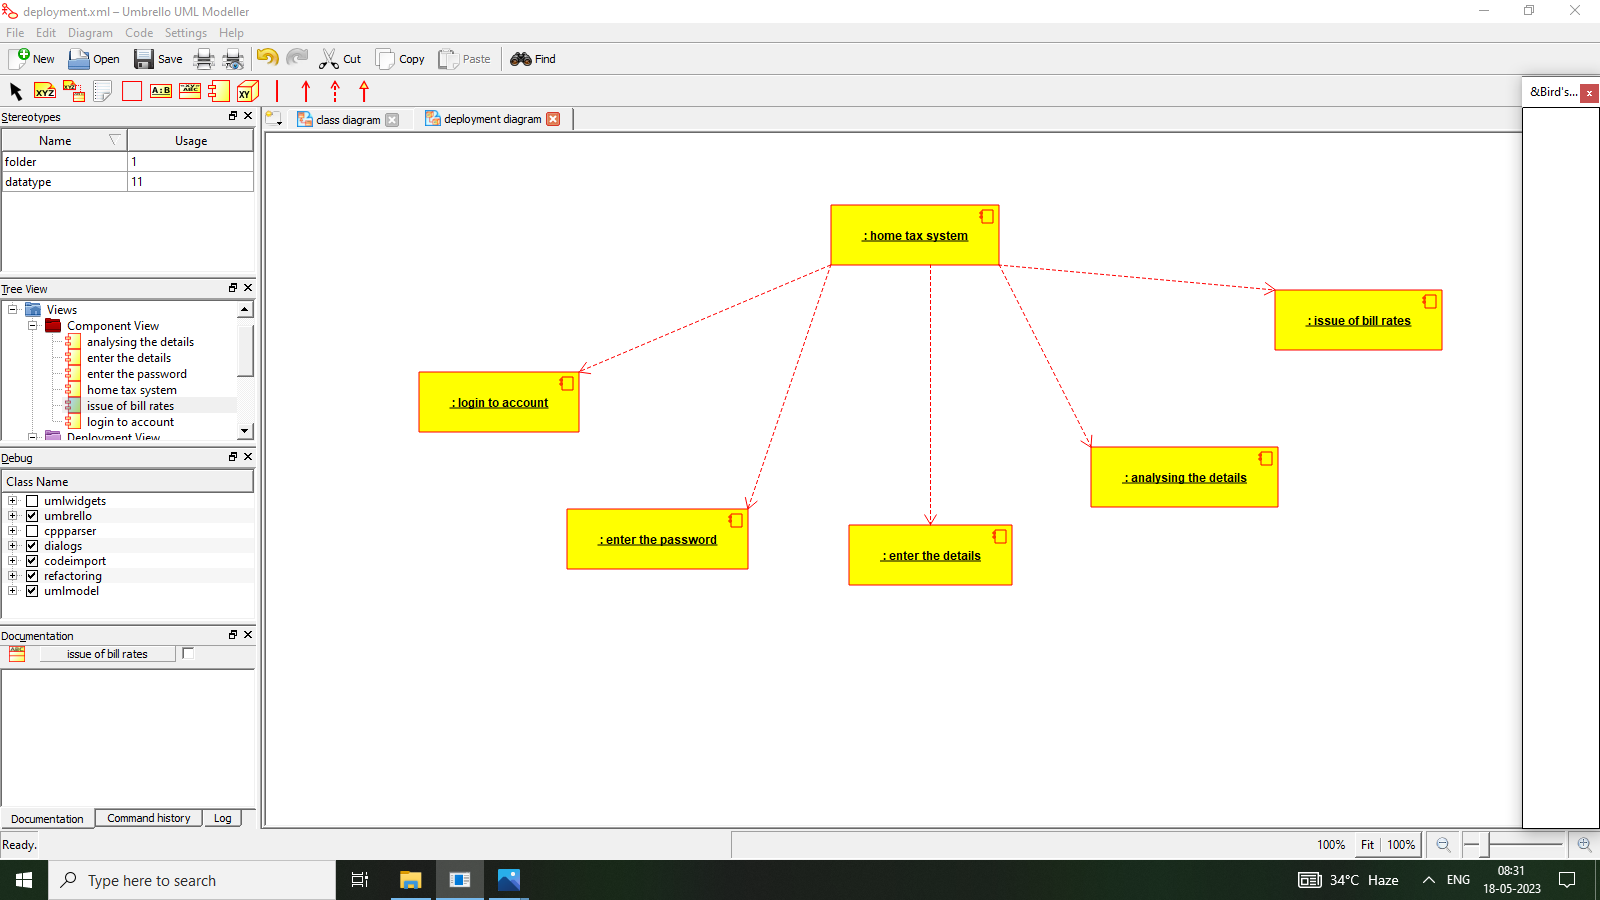 deployment.xml – Umbrello UML Modeller
File Edit Diagram Code Settings Help
New Open Save Cut Copy Paste Find
XYZ XYZ A:B ABC XY
&Bird's...
Stereotypes
class diagram deployment diagram
Name Usage
folder 1
datatype 11
: home tax system
: issue of bill rates
: login to account
: analysing the details
: enter the password
: enter the details
Tree View
Views
Component View
analysing the details
enter the details
enter the password
home tax system
issue of bill rates
login to account
Deployment View
Debug
Class Name
umlwidgets
umbrello
cppparser
dialogs
codeimport
refactoring
umlmodel
Documentation
ABC issue of bill rates
Documentation Command history Log
Ready.
100% Fit 100%
Type here to search
34°C Haze
ENG
08:31
18-05-2023